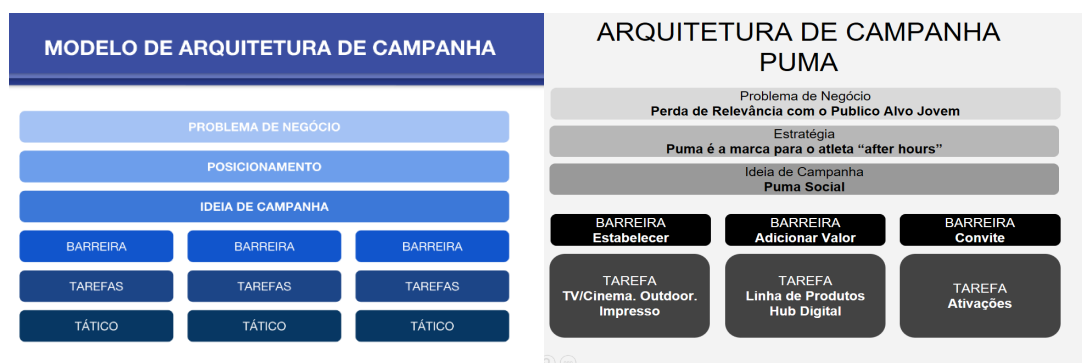 MODELO DE ARQUITETURA DE CAMPANHA
PROBLEMA DE NEGÓCIO
POSICIONAMENTO
IDEIA DE CAMPANHA
BARREIRA BARREIRA BARREIRA
TAREFAS TAREFAS TAREFAS
TÁTICO TÁTICO TÁTICO
ARQUITETURA DE CAMPANHA
PUMA
Problema de Negócio
Perda de Relevância com o Publico Alvo Jovem
Estratégia
Puma é a marca para o atleta “after hours”
Ideia de Campanha
Puma Social
BARREIRA
Estabelecer
BARREIRA
Adicionar Valor
BARREIRA
Convite
TAREFA
TV/Cinema. Outdoor.
Impresso
TAREFA
Linha de Produtos
Hub Digital
TAREFA
Ativações